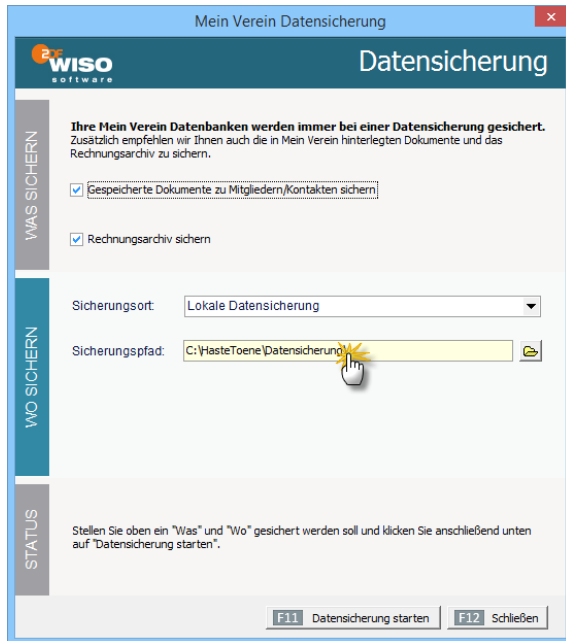 Mein Verein Datensicherung
ZDF
WISO
software
Datensicherung
WAS SICHERN
Ihre Mein Verein Datenbanken werden immer bei einer Datensicherung gesichert.
Zusätzlich empfehlen wir Ihnen auch die in Mein Verein hinterlegten Dokumente und das
Rechnungsarchiv zu sichern.
Gespeicherte Dokumente zu Mitgliedern/Kontakten sichern
Rechnungsarchiv sichern
WO SICHERN
Sicherungsort:
Lokale Datensicherung
Sicherungspfad:
C:\HasteToene\Datensicherung\
STATUS
Stellen Sie oben ein "Was" und "Wo" gesichert werden soll und klicken Sie anschließend unten
auf "Datensicherung starten".
F11 Datensicherung starten
F12 Schließen